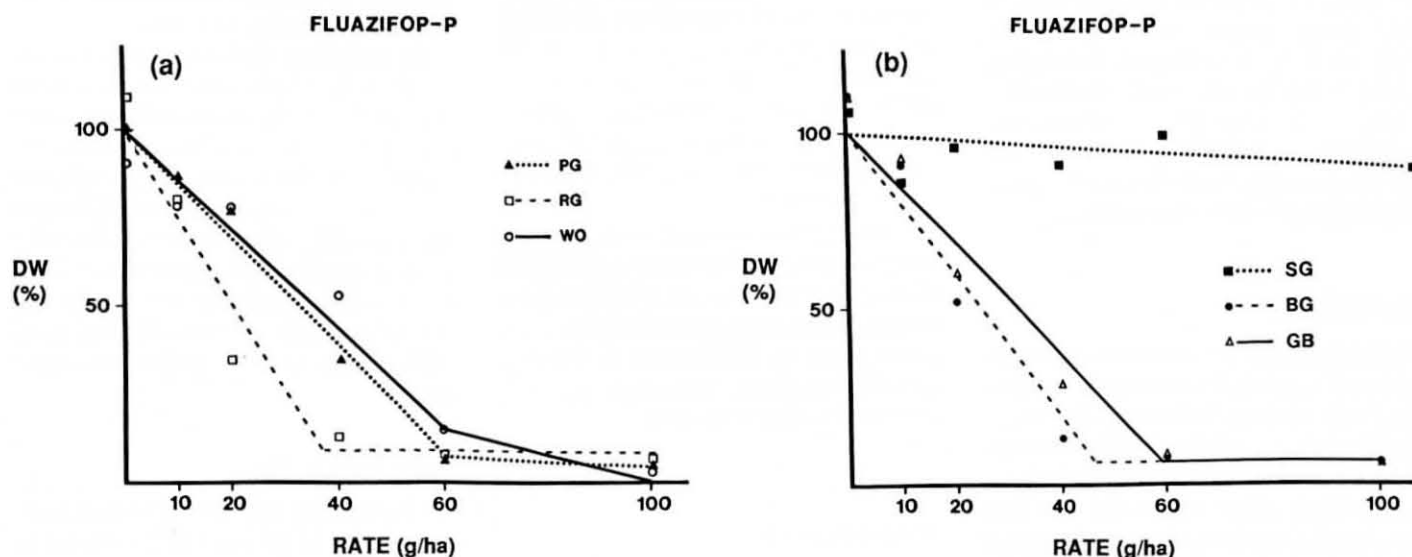 FLUAZIFOP-P
(a)
100
50
DW
(%)
PG
RG
WO
10 20 40 60 100
RATE (g/ha)
FLUAZIFOP-P
(b)
100
50
DW
(%)
SG
BG
GB
10 20 40 60 100
RATE (g/ha)